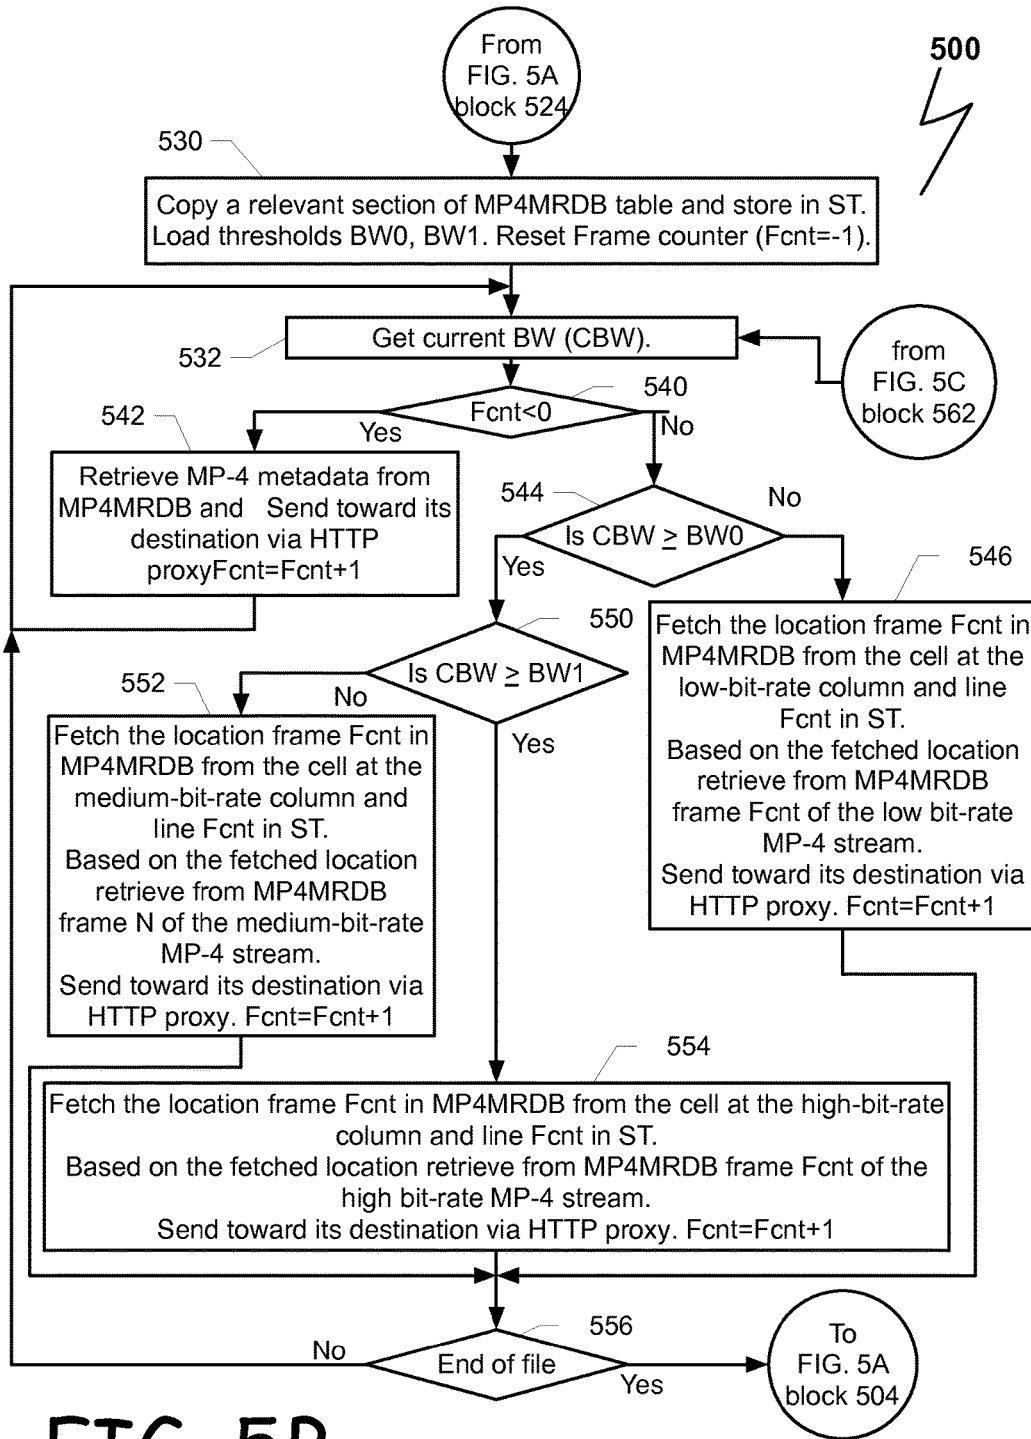 From
FIG. 5A
block 524
500
530
Copy a relevant section of MP4MRDB table and store in ST.
Load thresholds BW0, BW1. Reset Frame counter (Fcnt=-1).
532
Get current BW (CBW).
from
FIG. 5C
block 562
540
Fcnt<0
Yes
No
542
Retrieve MP-4 metadata from
MP4MRDB and Send toward its
destination via HTTP
proxyFcnt=Fcnt+1
544
Is CBW ≥ BW0
No
Yes
546
Fetch the location frame Fcnt in
MP4MRDB from the cell at the
low-bit-rate column and line
Fcnt in ST.
Based on the fetched location
retrieve from MP4MRDB
frame Fcnt of the low bit-rate
MP-4 stream.
Send toward its destination via
HTTP proxy. Fcnt=Fcnt+1
550
Is CBW ≥ BW1
No
Yes
552
Fetch the location frame Fcnt in
MP4MRDB from the cell at the
medium-bit-rate column and
line Fcnt in ST.
Based on the fetched location
retrieve from MP4MRDB
frame N of the medium-bit-rate
MP-4 stream.
Send toward its destination via
HTTP proxy. Fcnt=Fcnt+1
554
Fetch the location frame Fcnt in MP4MRDB from the cell at the high-bit-rate
column and line Fcnt in ST.
Based on the fetched location retrieve from MP4MRDB frame Fcnt of the
high bit-rate MP-4 stream.
Send toward its destination via HTTP proxy. Fcnt=Fcnt+1
556
End of file
No
Yes
To
FIG. 5A
block 504
FIG. 5B